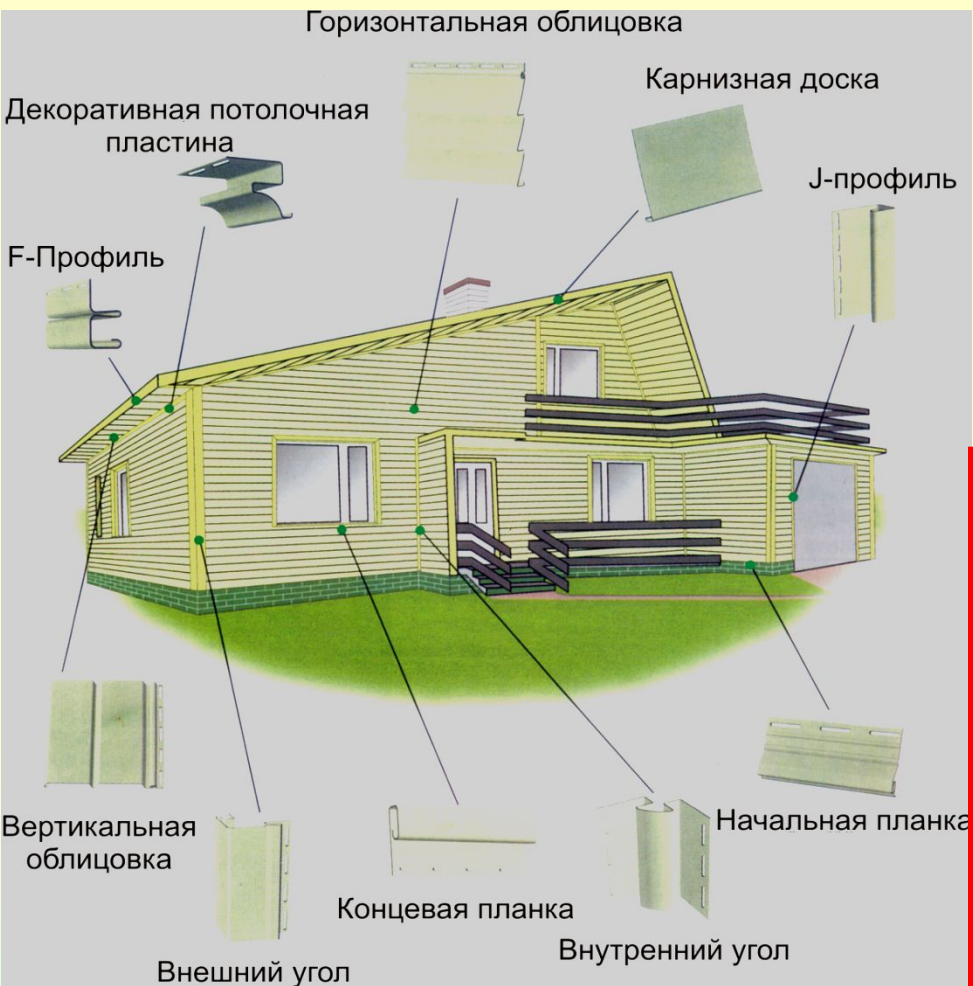 Горизонтальная облицовка
Карнизная доска
Декоративная потолочная
пластина
J-профиль
F-Профиль
Вертикальная
облицовка
Начальная планка
Концевая планка
Внутренний угол
Внешний угол